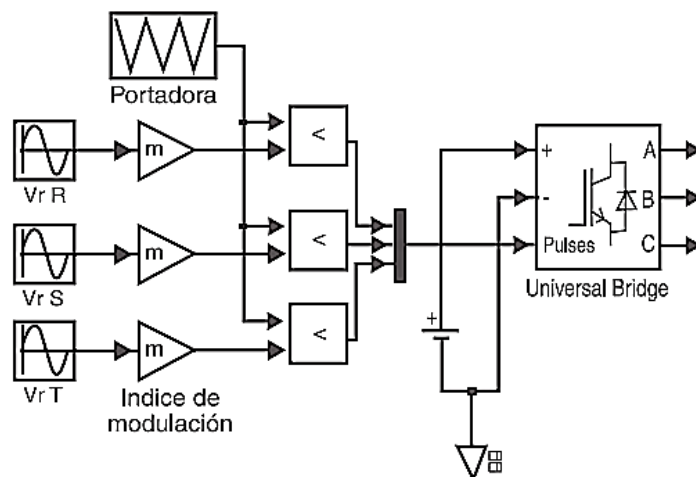 Portadora
<
Vr R
m
<
Vr S
m
<
Vr T
m
Indice de
modulación
+
+
-
Pulses
A
B
C
Universal Bridge